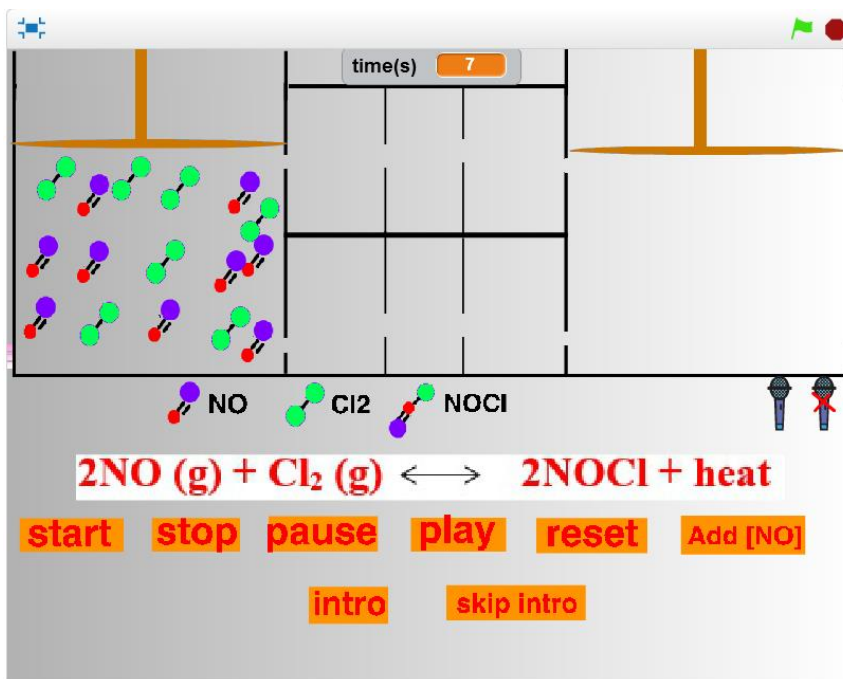 time(s) 7
NO Cl2 NOCl
2NO (g) + Cl₂ (g) ⟷ 2NOCl + heat
start stop pause play reset Add [NO]
intro skip intro